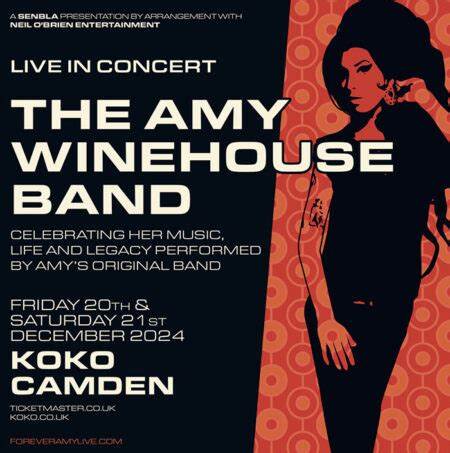 A SENBLA PRESENTATION BY ARRANGEMENT WITH
NEIL O'BRIEN ENTERTAINMENT
LIVE IN CONCERT
THE AMY
WINEHOUSE
BAND
CELEBRATING HER MUSIC,
LIFE AND LEGACY PERFORMED
BY AMY'S ORIGINAL BAND
FRIDAY 20TH &
SATURDAY 21ST
DECEMBER 2024
KOKO
CAMDEN
TICKETMASTER.CO.UK
KOKO.CO.UK
FOREVERAMYLIVE.COM